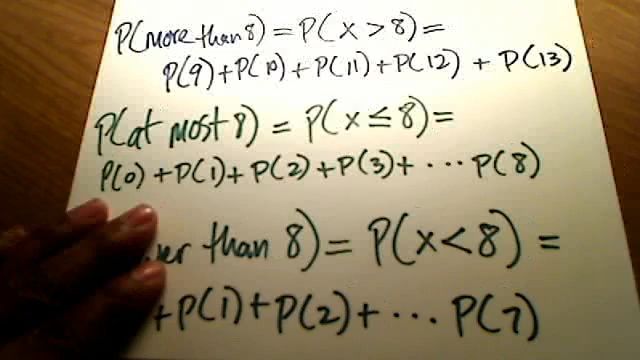 P(more than 8) = P(x > 8) =
P(9) + P(10) + P(11) + P(12) + P(13)
P(at most 8) = P(x ≤ 8) =
P(0) + P(1) + P(2) + P(3) + ... P(8)
than 8) = P(x < 8) =
+ P(1) + P(2) + ... P(7)